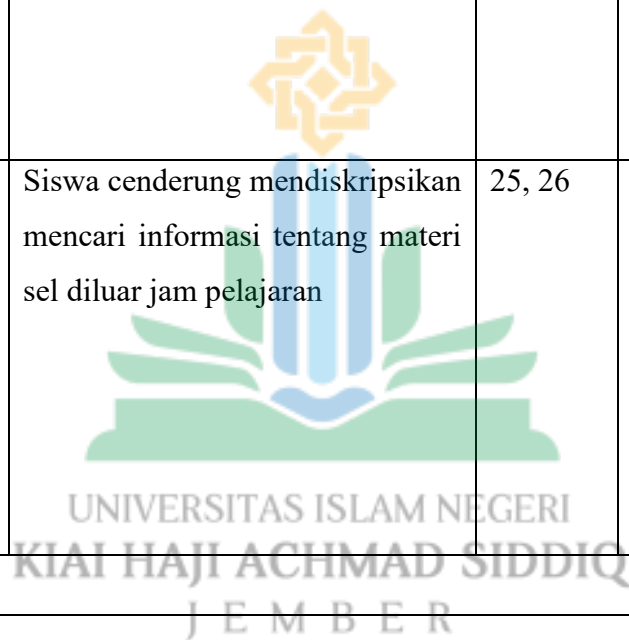 Siswa cenderung mendiskripsikan 25, 26
mencari informasi tentang materi
sel diluar jam pelajaran
UNIVERSITAS ISLAM NEGERI
KIAI HAJI ACHMAD SIDDIQ
JEMBER